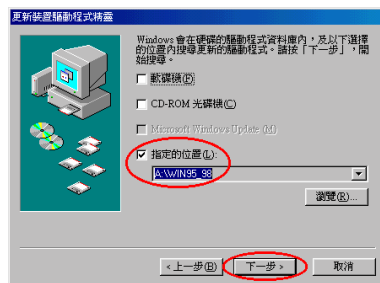 更新裝置驅動程式精靈
Windows 會在硬碟的驅動程式資料庫內，及以下選擇
的位置內搜尋更新的驅動程式。請按「下一步」，開
始搜尋。
軟碟機(F)
CD-ROM 光碟機(C)
Microsoft Windows Update (M)
指定的位置(L):
A:\WIN95_98
瀏覽(R)...
<上一步(B)
下一步 >
取消